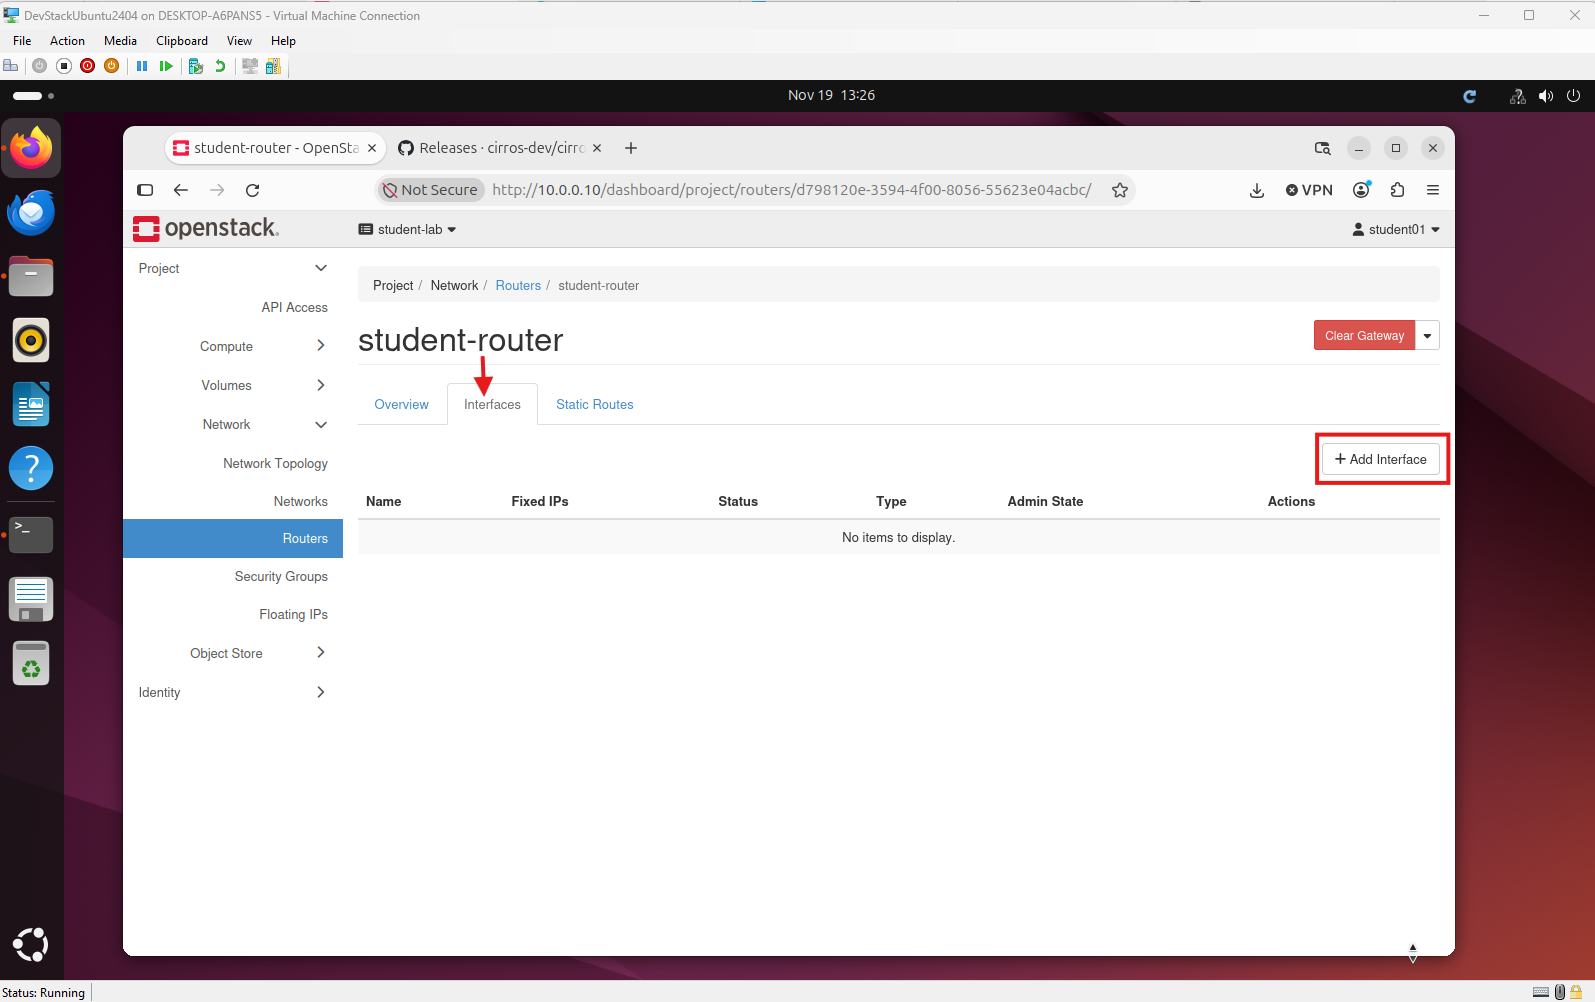 DevStackUbuntu2404 on DESKTOP-A6PANS5 - Virtual Machine Connection
File Action Media Clipboard View Help
Nov 19 13:26
student-router - OpenSta
Releases · cirros-dev/cirro
Not Secure http://10.0.0.10/dashboard/project/routers/d798120e-3594-4f00-8056-55623e04acbc/ VPN
openstack. student-lab student01
Project
API Access
Compute
Volumes
Network
Network Topology
Networks
Routers
Security Groups
Floating IPs
Object Store
Identity
Project / Network / Routers / student-router
student-router
Clear Gateway
Overview Interfaces Static Routes
+ Add Interface
Name Fixed IPs Status Type Admin State Actions
No items to display.
Status: Running